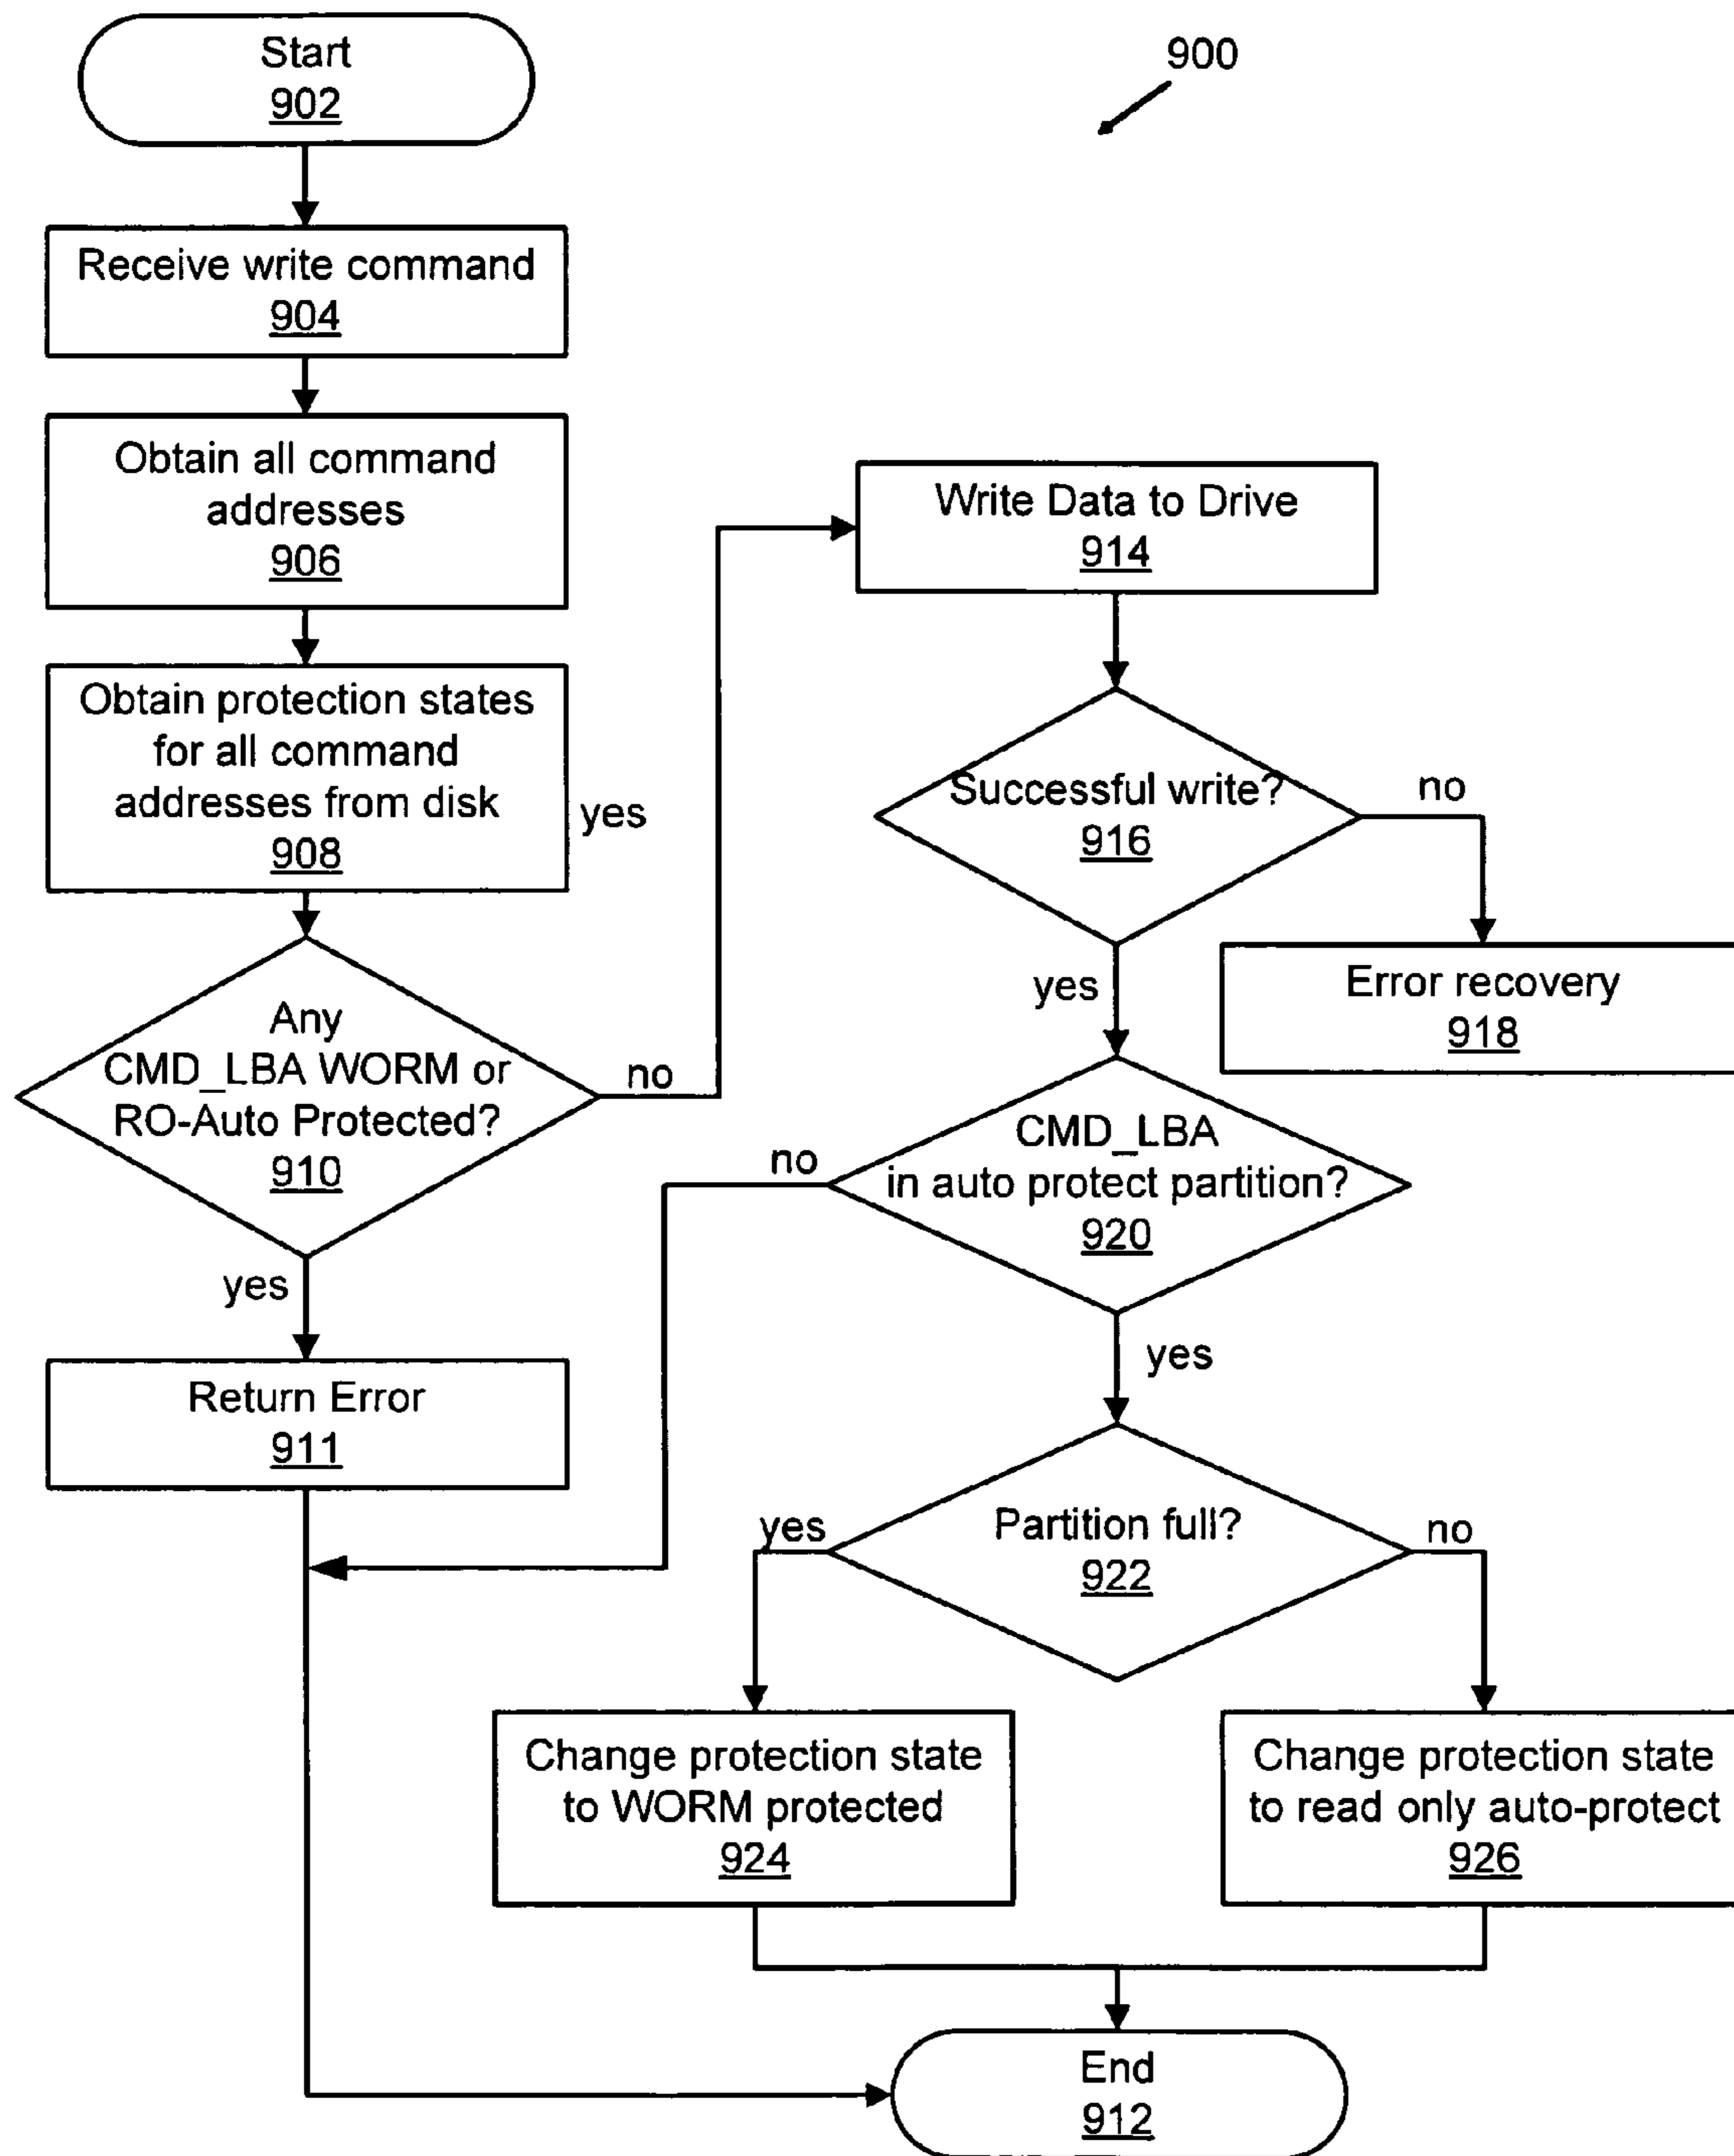 Start
902
900
Receive write command
904
Obtain all command
addresses
906
Obtain protection states
for all command
addresses from disk
908
yes
Any
CMD_LBA WORM or
RO-Auto Protected?
910
no
yes
Return Error
911
Write Data to Drive
914
Successful write?
916
no
yes
Error recovery
918
CMD_LBA
in auto protect partition?
920
no
yes
Partition full?
922
yes
no
Change protection state
to WORM protected
924
Change protection state
to read only auto-protect
926
End
912